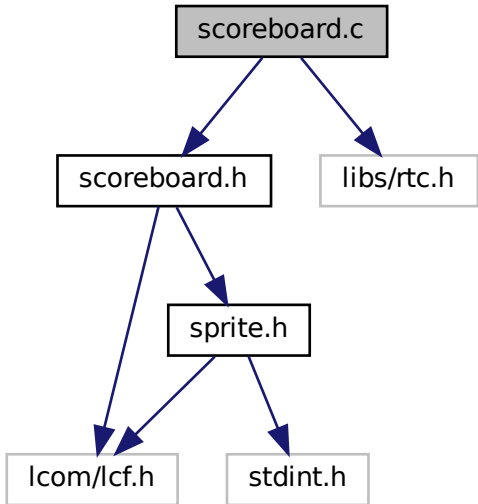 scoreboard.c
scoreboard.h
libs/rtc.h
sprite.h
lcom/lcf.h
stdint.h